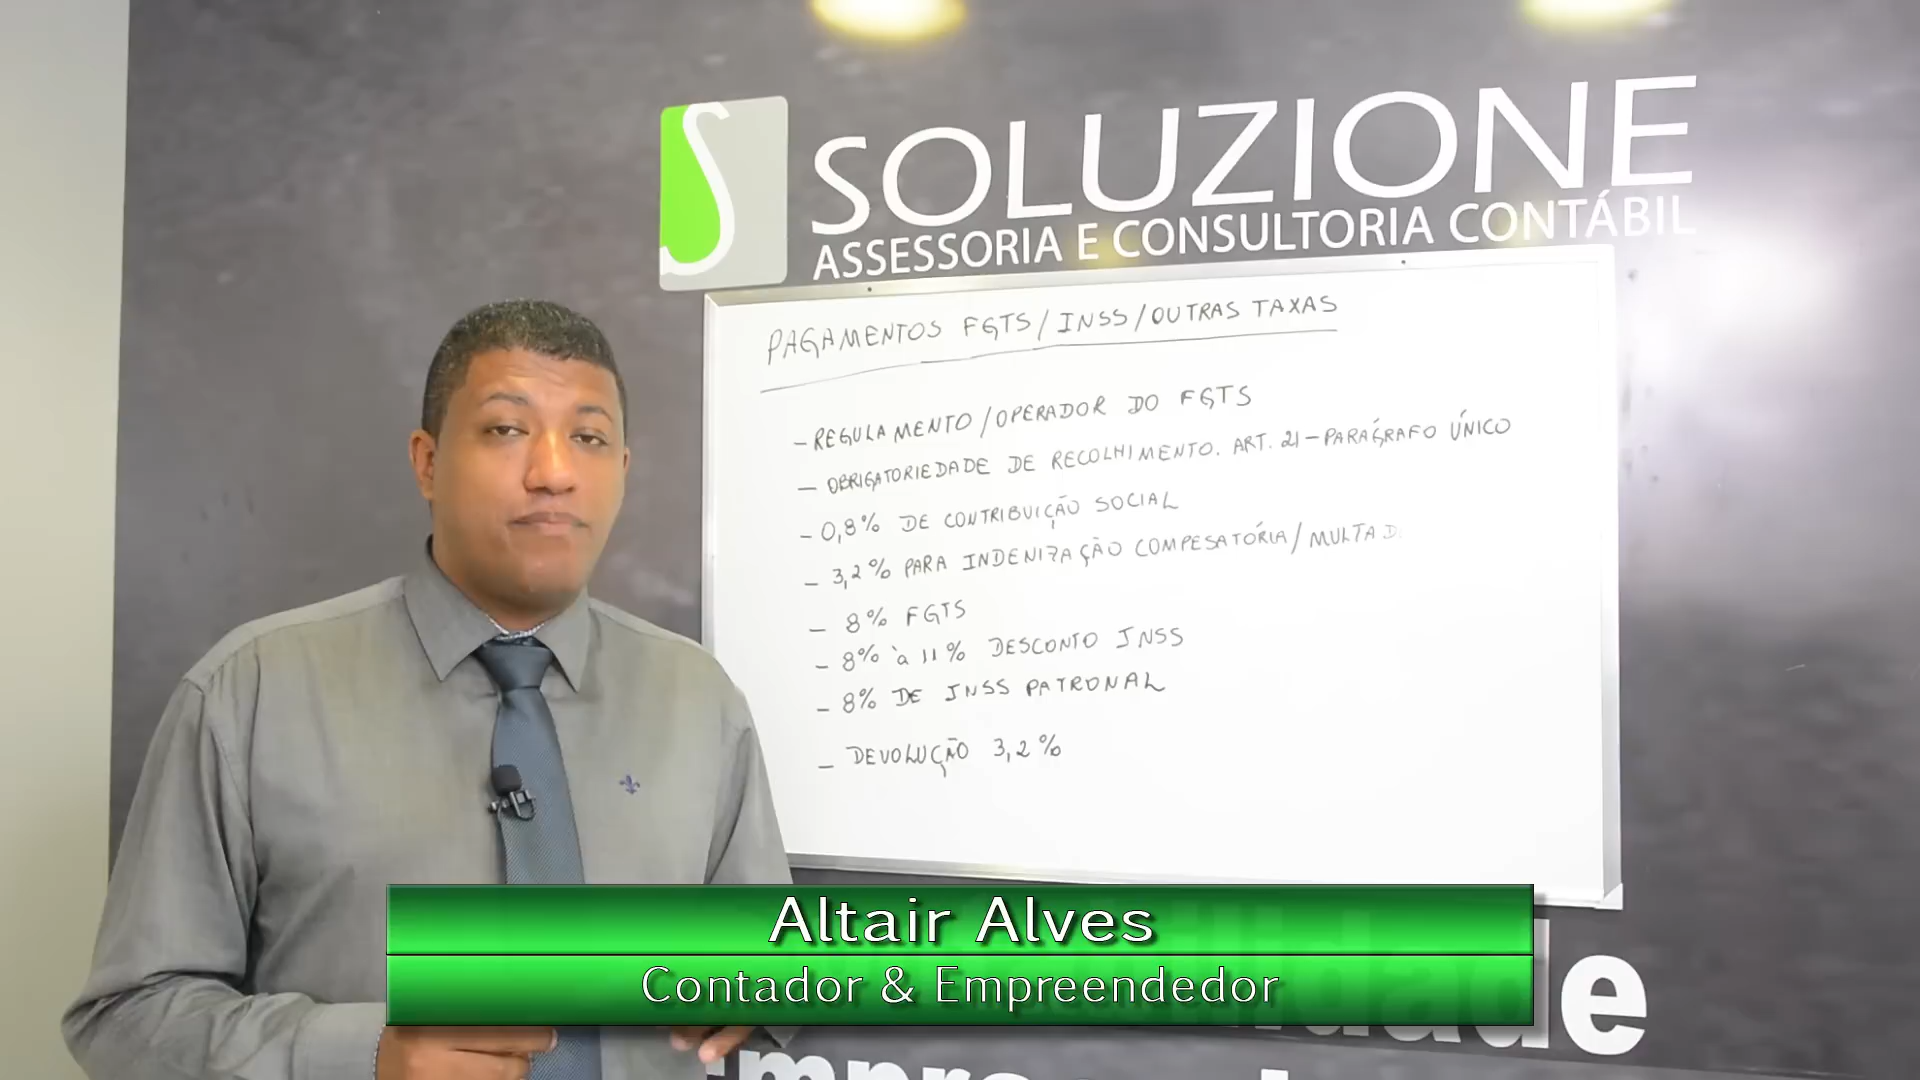 SOLUZIONE
ASSESSORIA E CONSULTORIA CONTÁBIL
PAGAMENTOS FGTS/INSS/OUTRAS TAXAS
- REGULAMENTO/OPERADOR DO FGTS
- OBRIGATORIEDADE DE RECOLHIMENTO. ART. 21-PARÁGRAFO ÚNICO
- 0,8% DE CONTRIBUIÇÃO SOCIAL
- 3,2% PARA INDENIZAÇÃO COMPESATÓRIA/MULTA D
- 8% FGTS
- 8% à 11% DESCONTO INSS
- 8% DE INSS PATRONAL
- DEVOLUÇÃO 3,2%
Altair Alves
Contador & Empreendedor